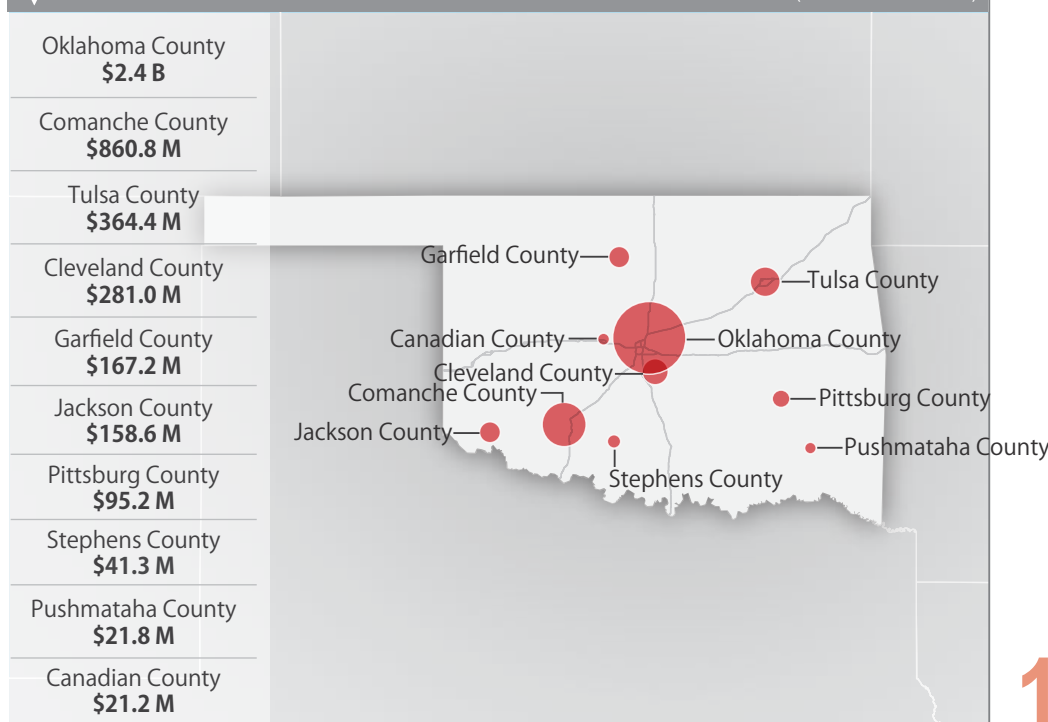 Oklahoma County
$2.4 B
Comanche County
$860.8 M
Tulsa County
$364.4 M
Cleveland County
$281.0 M
Garfield County
$167.2 M
Jackson County
$158.6 M
Pittsburg County
$95.2 M
Stephens County
$41.3 M
Pushmataha County
$21.8 M
Canadian County
$21.2 M
Garfield County
Tulsa County
Canadian County
Oklahoma County
Cleveland County
Comanche County
Pittsburg County
Jackson County
Pushmataha County
Stephens County
1